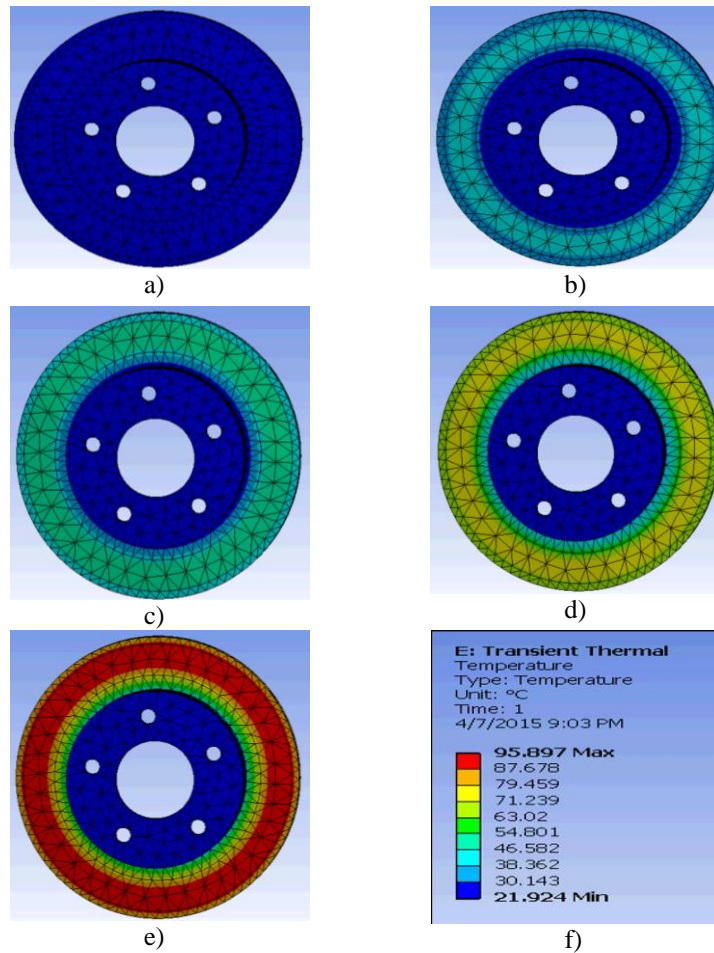 a)
b)
c)
d)
E: Transient Thermal
Temperature
Type: Temperature
Unit: °C
Time: 1
4/7/2015 9:03 PM
95.897 Max
87.678
79.459
71.239
63.02
54.801
46.582
38.362
30.143
21.924 Min
e)
f)